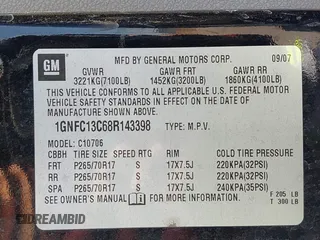 GM
MFD BY GENERAL MOTORS CORP. 09/07
GVWR GAWR FRT GAWR RR
3221KG(7100LB) 1452KG(3200LB) 1860KG(4100LB)
THIS VEHICLE CONFORMS TO ALL APPLICABLE U.S. FEDERAL MOTOR
VEHICLE SAFETY STANDARDS IN EFFECT ON THE DATE OF
MANUFACTURE SHOWN ABOVE.
1GNFC13C68R143398 TYPE: M.P.V.
MODEL: C10706
CBBH TIRE SIZE SPEED RTG RIM COLD TIRE PRESSURE
FRT P265/70R17 S 17X7.5J 220KPA(32PSI)
RR P265/70R17 S 17X7.5J 220KPA(32PSI)
SPA P265/70R17 S 17X7.5J 240KPA(35PSI)
SEE OWNER'S MANUAL FOR MORE INFORMATION.
F 205 LB
T 300 LB
DREAMBID